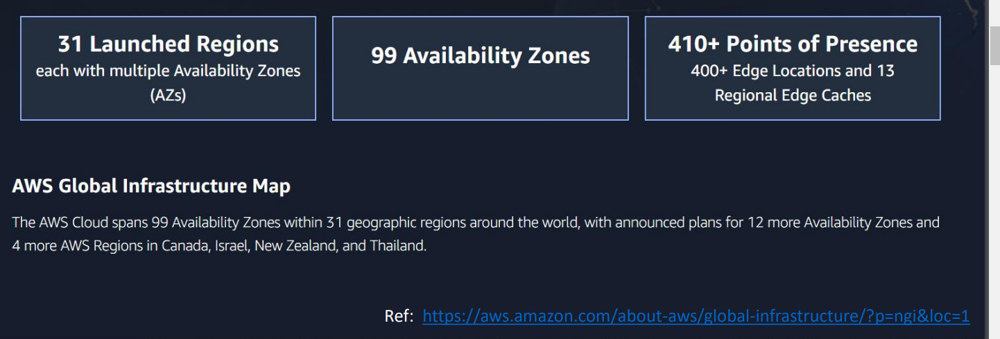 31 Launched Regions
each with multiple Availability Zones
(AZs)
99 Availability Zones
410+ Points of Presence
400+ Edge Locations and 13
Regional Edge Caches
AWS Global Infrastructure Map
The AWS Cloud spans 99 Availability Zones within 31 geographic regions around the world, with announced plans for 12 more Availability Zones and
4 more AWS Regions in Canada, Israel, New Zealand, and Thailand.
Ref: https://aws.amazon.com/about-aws/global-infrastructure/?p=ngi&loc=1